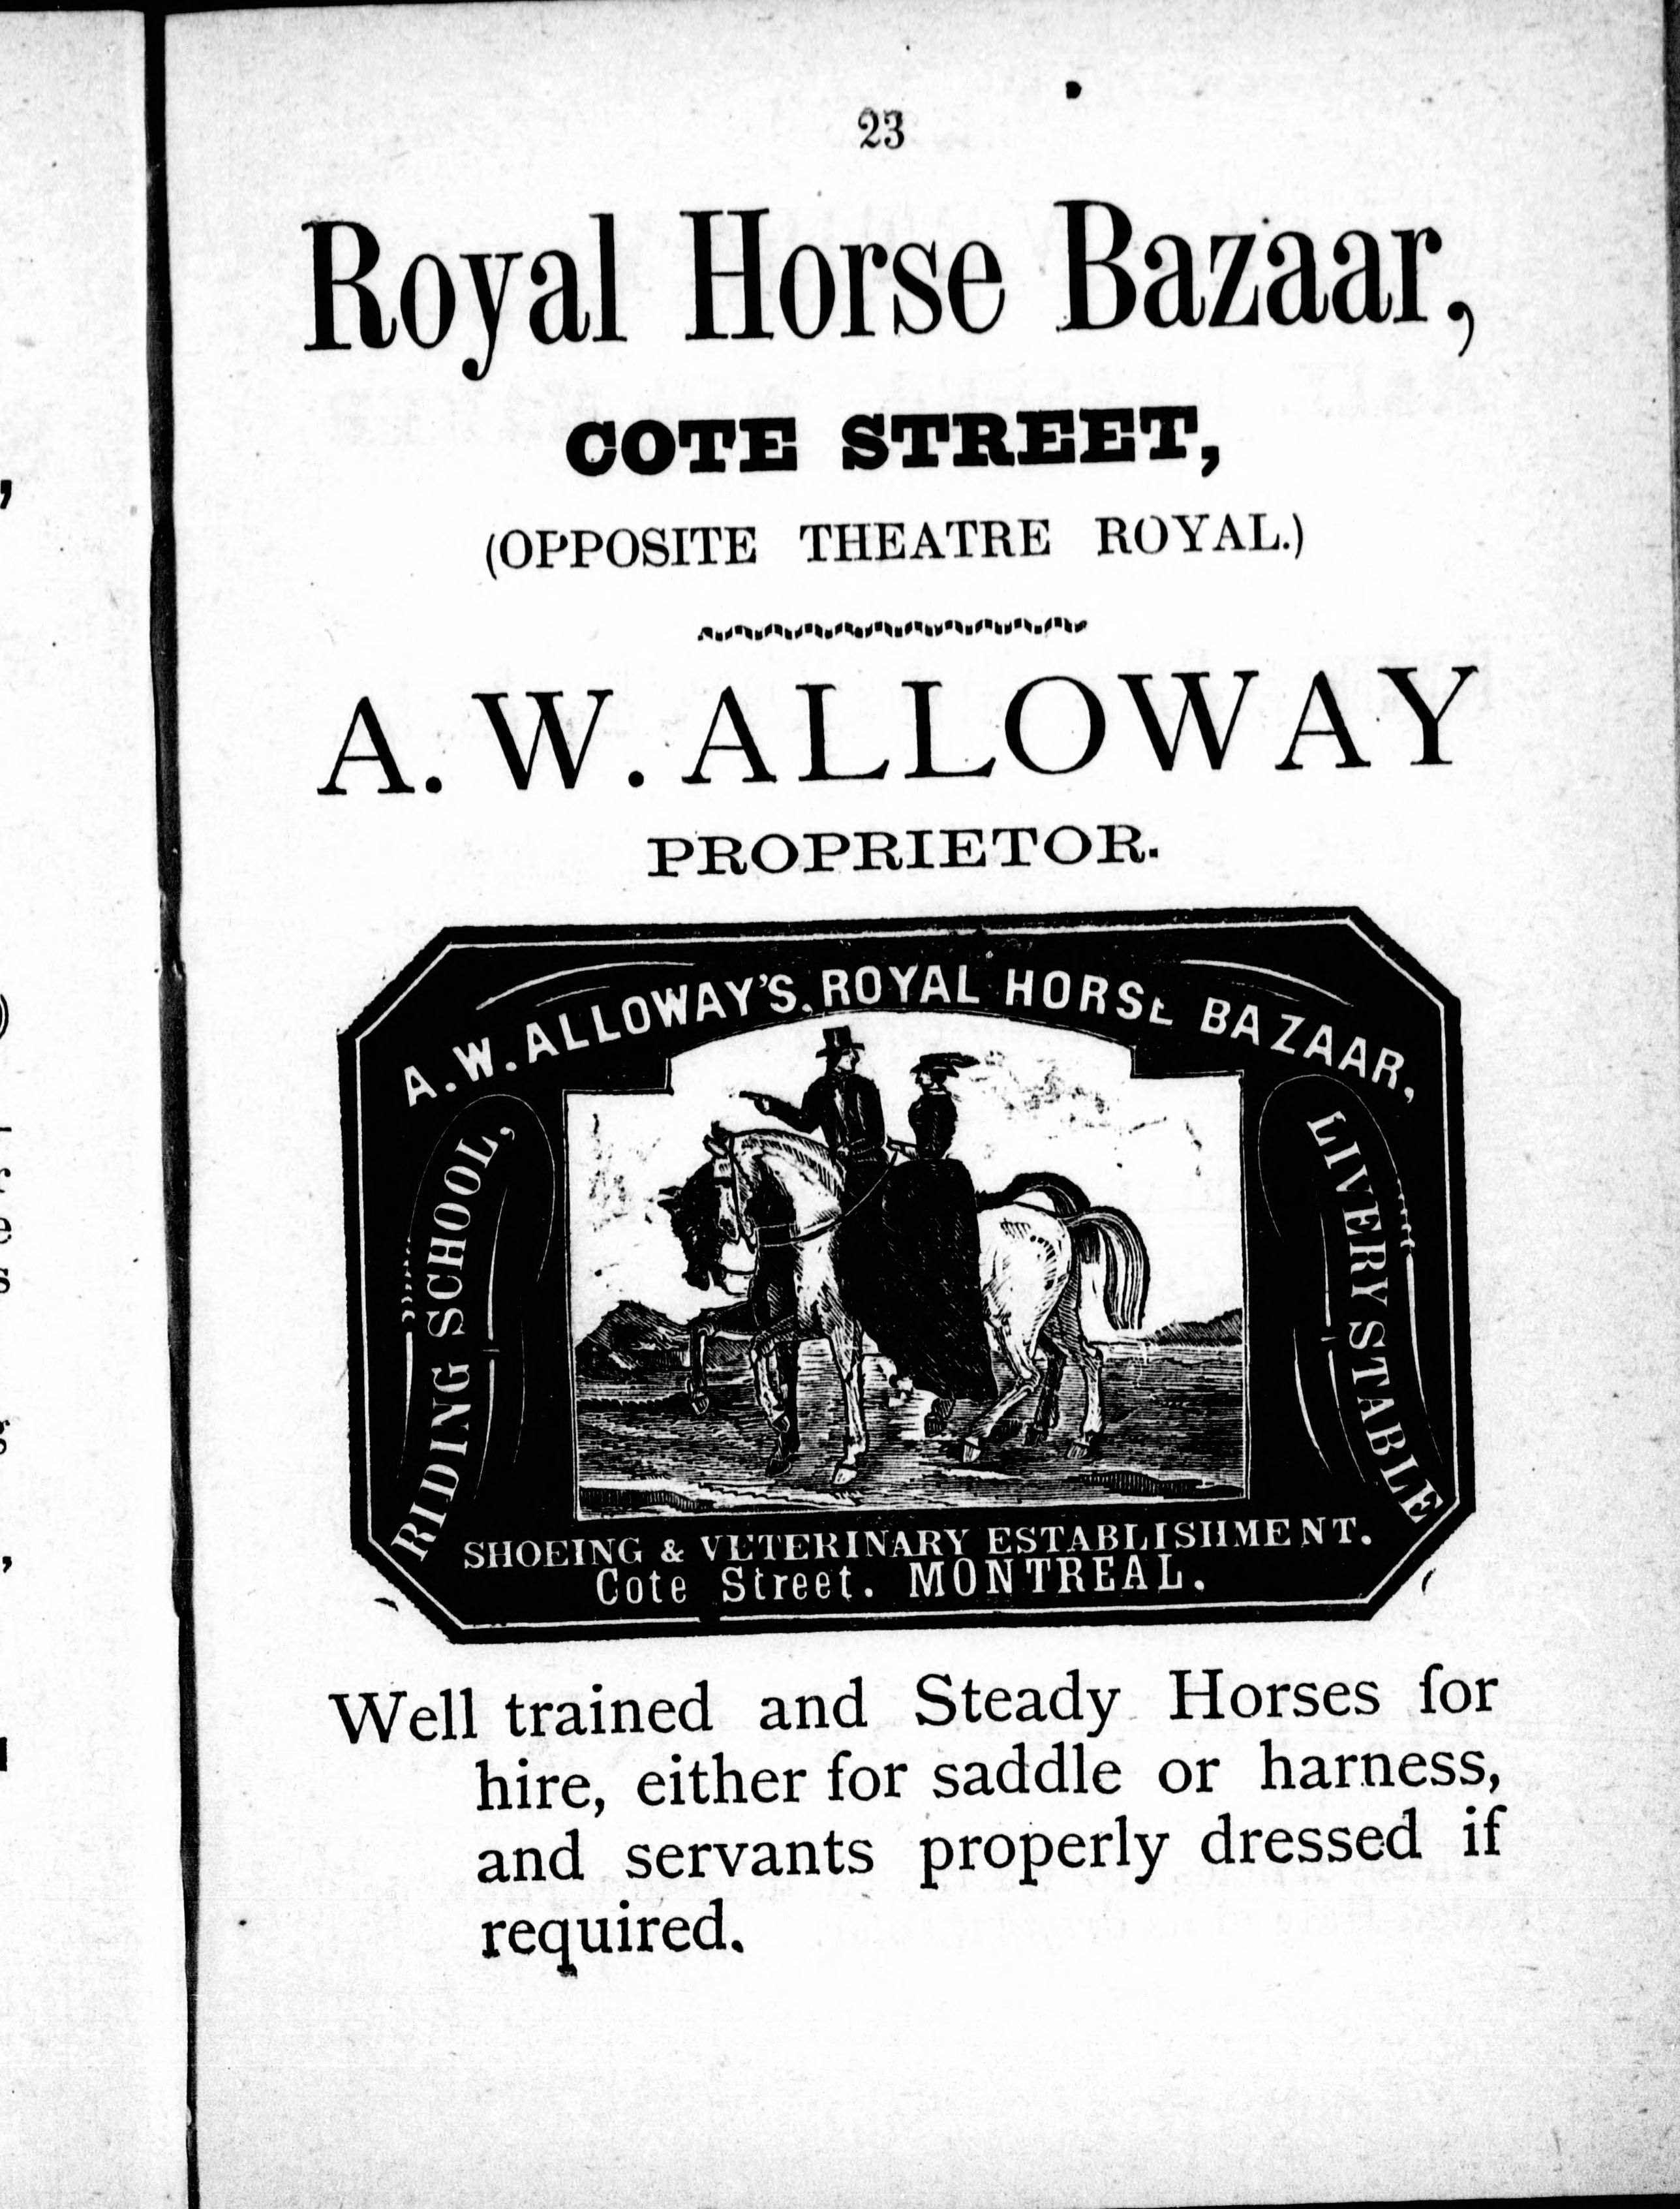 23
Royal Horse Bazaar,
COTE STREET,
(OPPOSITE THEATRE ROYAL.)
A. W. ALLOWAY
PROPRIETOR.
A. W. ALLOWAY'S, ROYAL HORSE BAZAAR,
RIDING SCHOOL,
LIVERY STABLE
SHOEING & VETERINARY ESTABLISHMENT.
Cote Street. MONTREAL.
Well trained and Steady Horses for
hire, either for saddle or harness,
and servants properly dressed if
required.